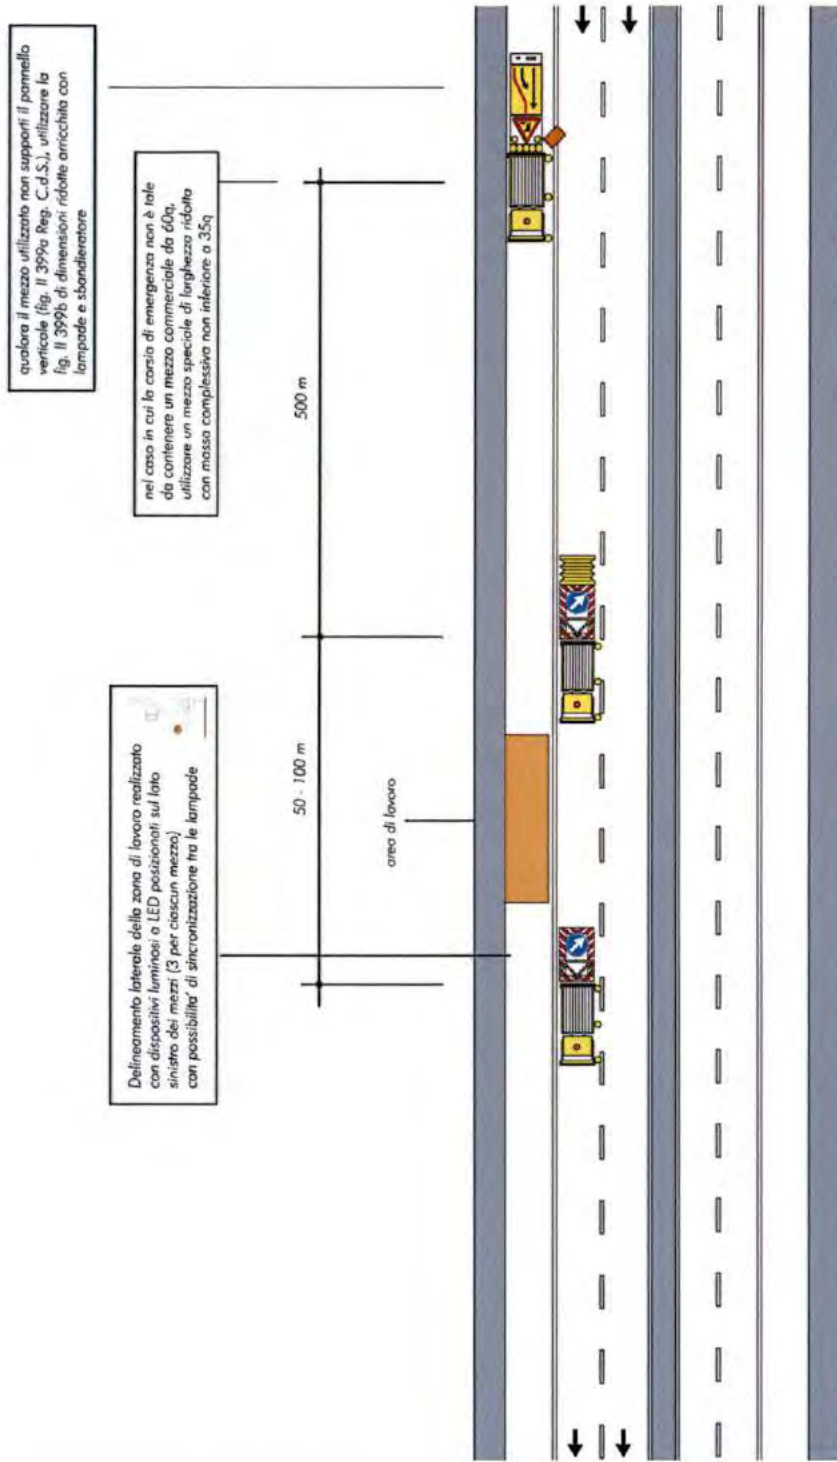 qualora il mezzo utilizzato non supporti il pannello
verticale (fig. II 399a Reg. C.d.S.), utilizzare la
fig. II 399b di dimensioni ridotte arricchita con
lampade e sbandieratore
nel caso in cui la corsia di emergenza non è tale
da contenere un mezzo commerciale da 60q,
utilizzare un mezzo speciale di larghezza ridotta
con massa complessiva non inferiore a 35q
Delineamento laterale della zona di lavoro realizzato
con dispositivi luminosi a LED posizionati sul lato
sinistro dei mezzi (3 per ciascun mezzo)
con possibilita' di sincronizzazione tra le lampade
500 m
50 - 100 m
area di lavoro